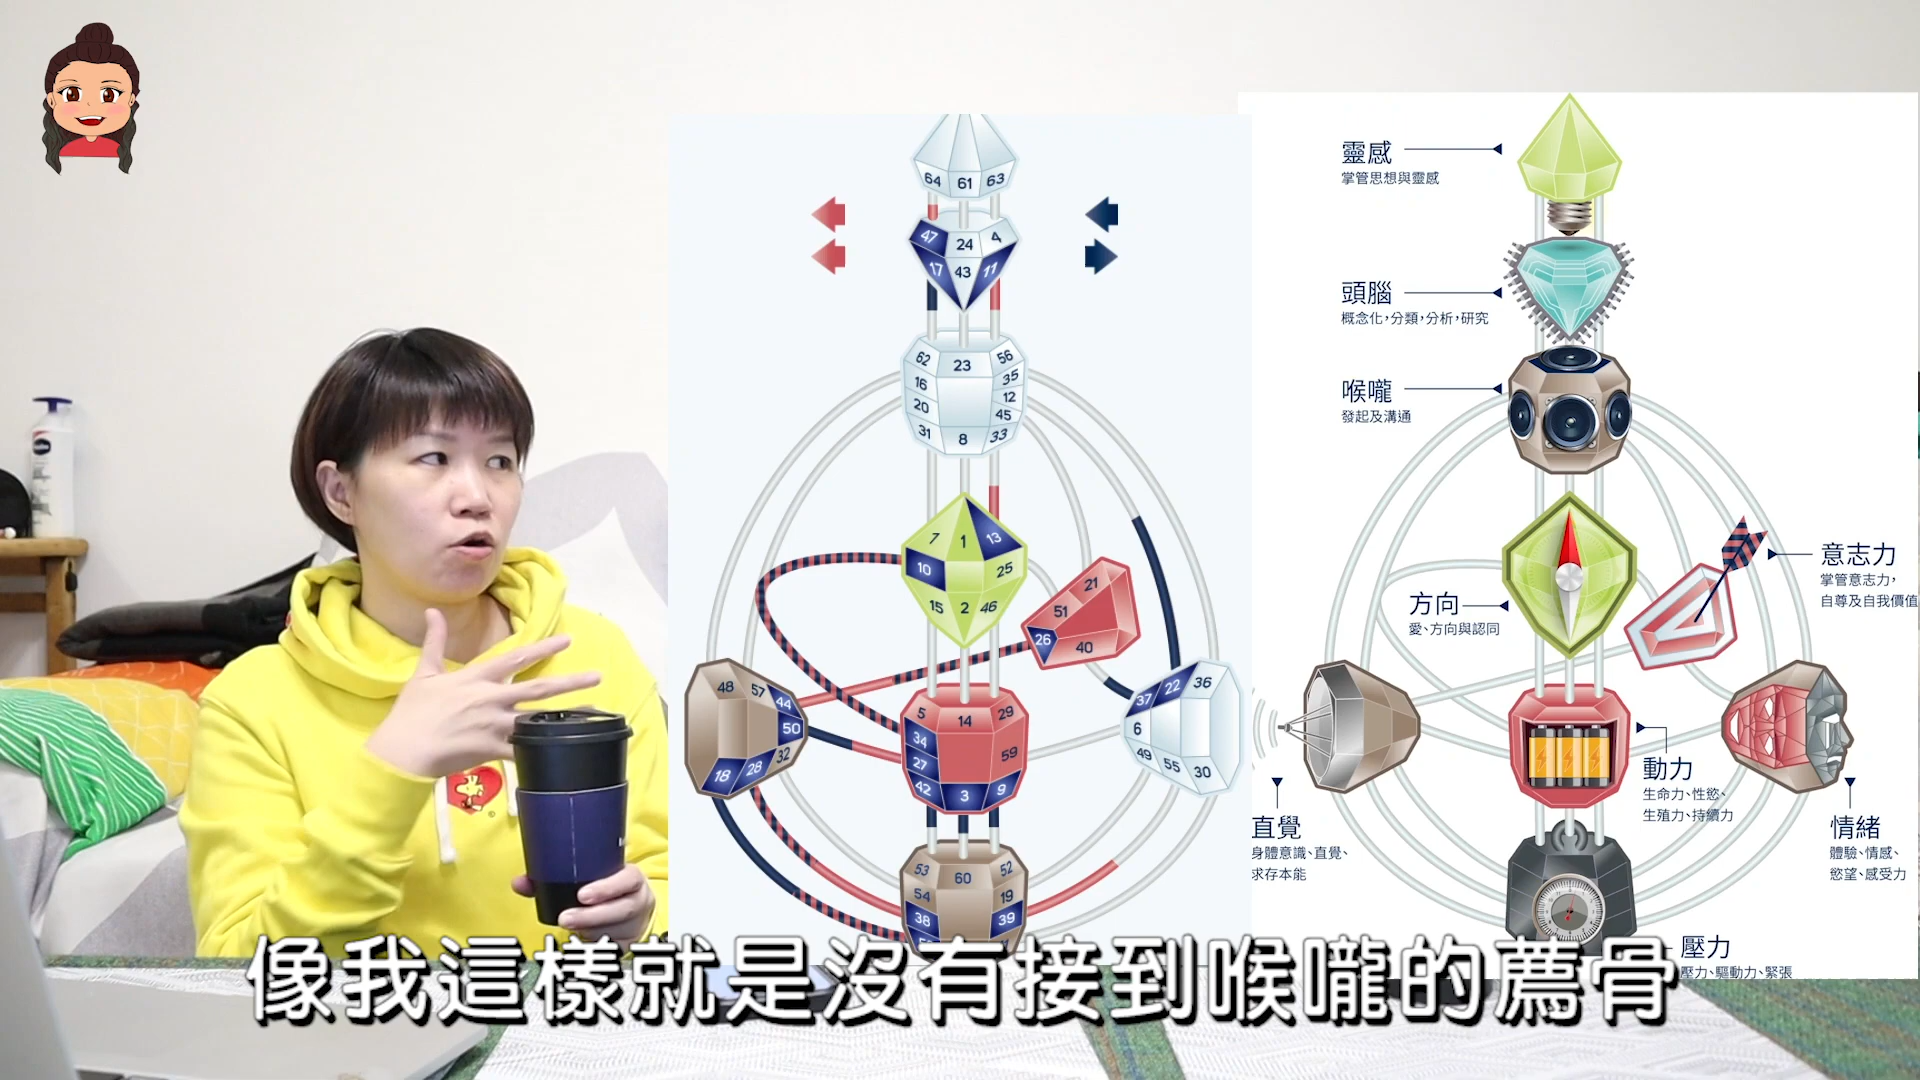 64 61 63
47 24 4
17 43 11
62 23 56
16 35
20 12
45
31 8 33
7 1 13
10 25
15 2 46
21
51
26 40
48 57
44
50
32
18 28
5 14 29
34
27 59
42 3 9
22 36
37
6
49 55 30
53 60 52
54 19
38 39
靈感
掌管思想與靈感
頭腦
概念化,分類,分析,研究
喉嚨
發起及溝通
意志力
掌管意志力,
自尊及自我價值
方向
愛、方向與認同
動力
生命力、性慾、
生殖力、持續力
直覺
身體意識、直覺、
求存本能
情緒
體驗、情感、
慾望、感受力
壓力
壓力、驅動力、緊張
像我這樣就是沒有接到喉嚨的薦骨